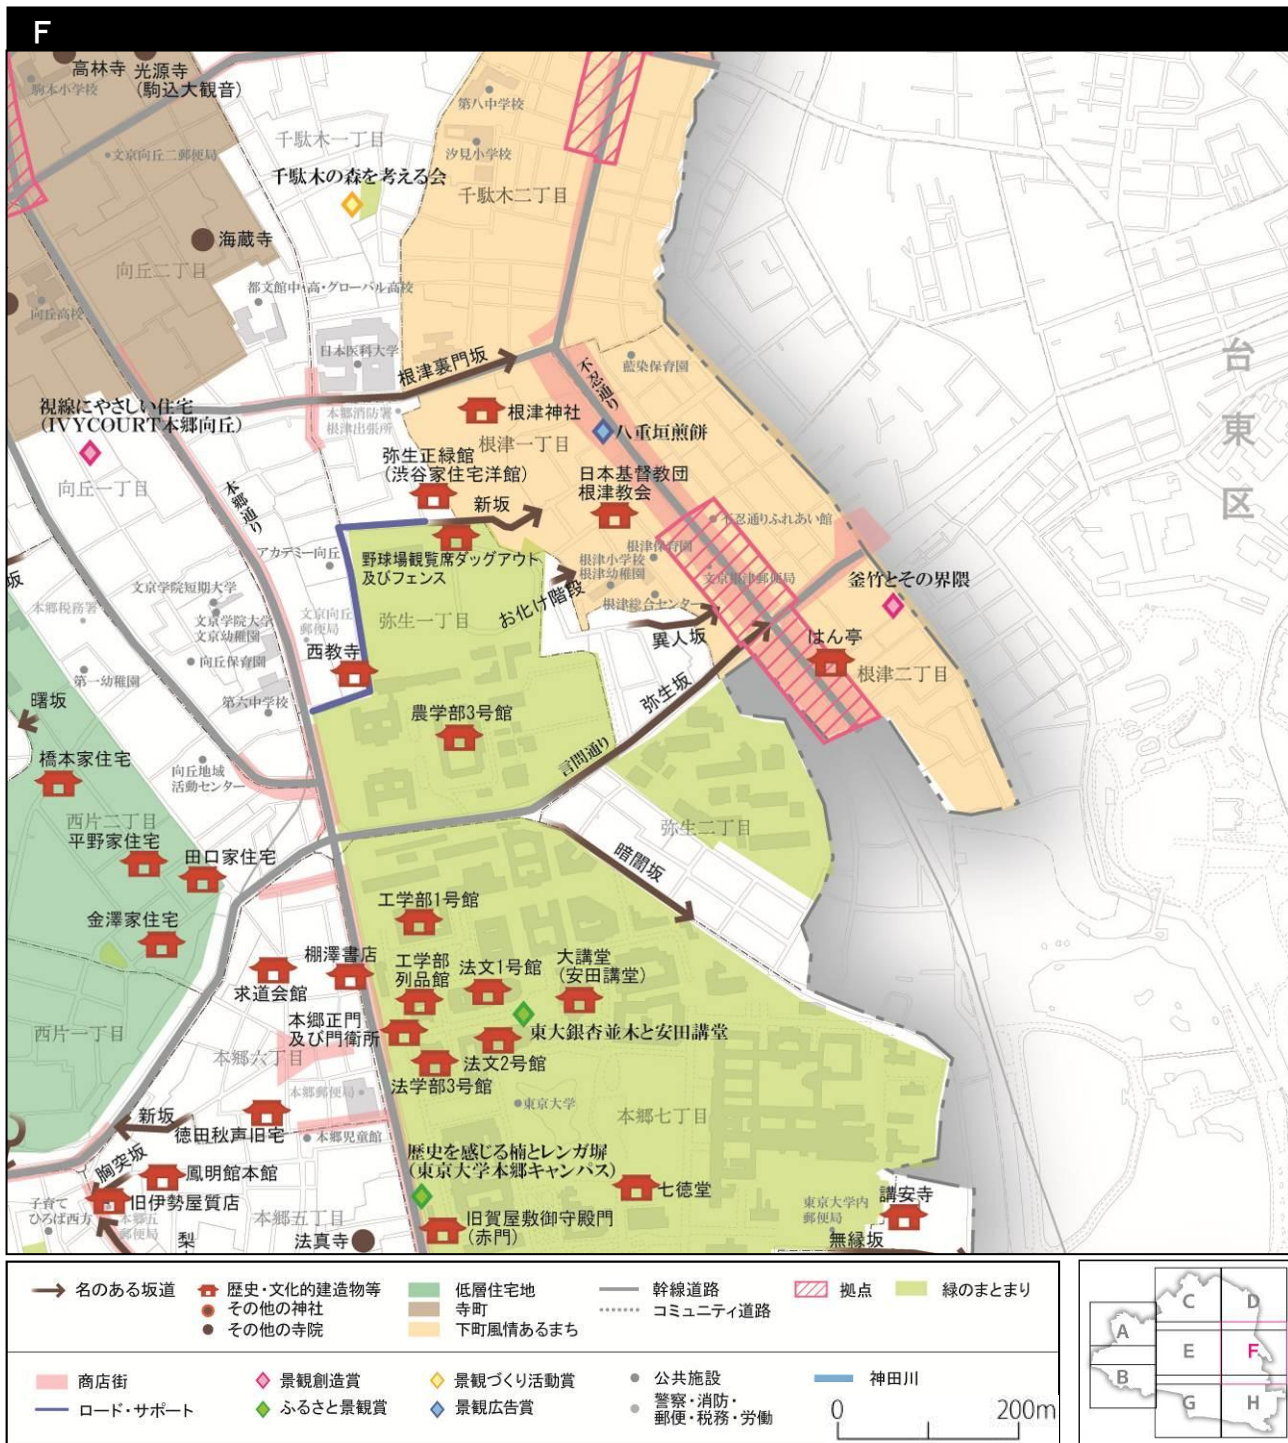 F
高林寺
光源寺
(駒込大観音)
駒本小学校
第八中学校
千駄木一丁目
汐見小学校
文京向丘二郵便局
千駄木の森を考える会
千駄木二丁目
海蔵寺
向丘二丁目
郁文館中・高・グローバル高校
向丘高校
日本医科大学
根津裏門坂
不忍通り
藍染保育園
台東区
視線にやさしい住宅
(IVYCOURT本郷向丘)
本郷消防署
根津出張所
根津神社
根津一丁目
八重垣煎餅
弥生正緑館
(渋谷家住宅洋館)
日本基督教団
根津教会
向丘一丁目
本郷通り
新坂
不忍通りふれあい館
アカデミー向丘
野球場観覧席ダッグアウト
及びフェンス
根津保育園
根津小学校
根津幼稚園
文京根津郵便局
釜竹とその界隈
坂
文京学院短期大学
本郷税務署
文京学院大学
文京幼稚園
文京向丘
郵便局
弥生一丁目
お化け階段
根津総合センター
異人坂
はん亭
向丘保育園
西教寺
根津二丁目
第一幼稚園
第六中学校
曙坂
農学部3号館
弥生坂
橋本家住宅
向丘地域
活動センター
言問通り
西片二丁目
平野家住宅
田口家住宅
弥生二丁目
暗闇坂
工学部1号館
金澤家住宅
棚澤書店
工学部
列品館
法文1号館
大講堂
(安田講堂)
求道会館
西片一丁目
本郷正門
及び門衛所
東大銀杏並木と安田講堂
本郷六丁目
法文2号館
法学部3号館
本郷郵便局
東京大学
本郷七丁目
新坂
徳田秋声旧宅
本郷児童館
胸突坂
歴史を感じる楠とレンガ塀
(東京大学本郷キャンパス)
鳳明館本館
七徳堂
講安寺
子育て
ひろば西方
旧伊勢屋質店
本郷五
郵便局
本郷五丁目
旧加賀屋敷御守殿門
(赤門)
東京大学内
郵便局
梨
法真寺
無縁坂
名のある坂道
歴史・文化的建造物等
低層住宅地
幹線道路
拠点
緑のまとまり
その他の神社
寺町
コミュニティ道路
その他の寺院
下町風情あるまち
商店街
景観創造賞
景観づくり活動賞
公共施設
神田川
ロード・サポート
ふるさと景観賞
景観広告賞
警察・消防・
郵便・税務・労働
0
200m
A
B
C
D
E
F
G
H